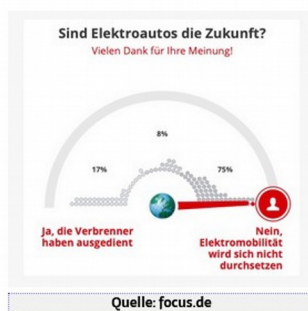 Sind Elektroautos die Zukunft?
Vielen Dank für Ihre Meinung!
8%
17%
75%
Ja, die Verbrenner
haben ausgedient
Nein,
Elektromobilität
wird sich nicht
durchsetzen
Quelle: focus.de